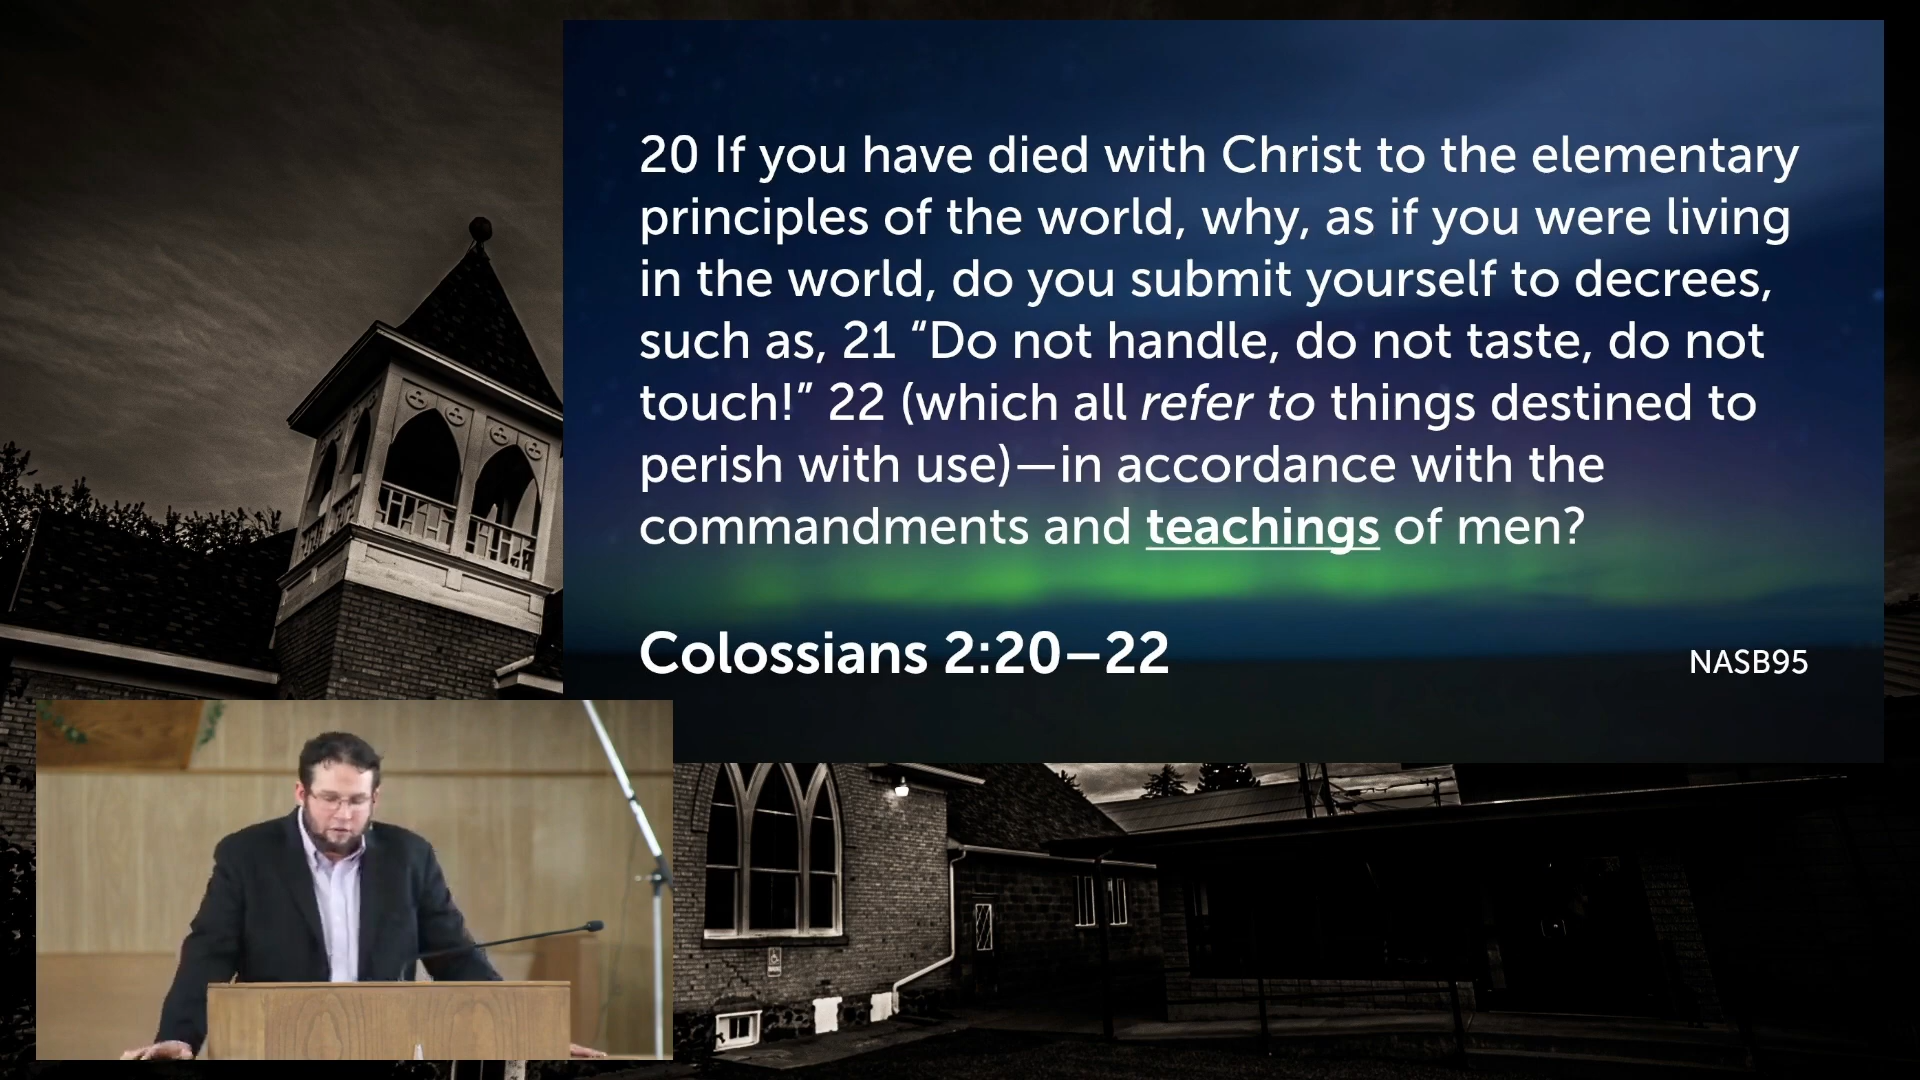 20 If you have died with Christ to the elementary
principles of the world, why, as if you were living
in the world, do you submit yourself to decrees,
such as, 21 “Do not handle, do not taste, do not
touch!” 22 (which all refer to things destined to
perish with use)—in accordance with the
commandments and teachings of men?
Colossians 2:20–22
NASB95